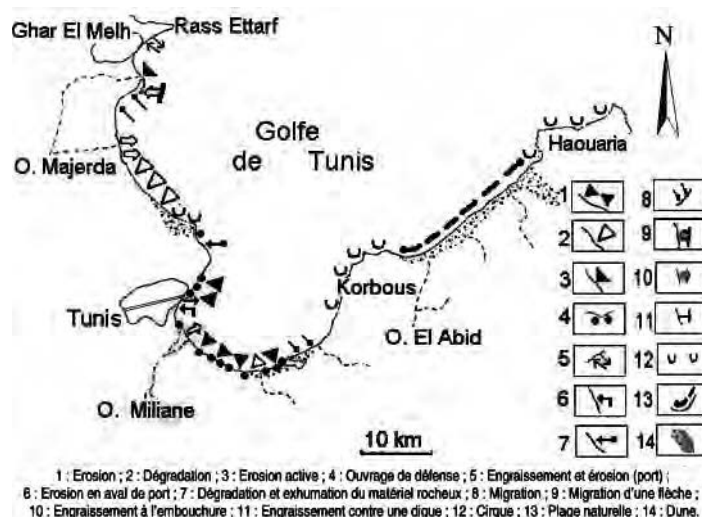 Ghar El Melh
Rass Ettarf
N
Golfe
de Tunis
Haouaria
O. Majerda
Korbous
Tunis
O. El Abid
O. Miliane
10 km
1 8
2 9
3 10
4 11
5 12
6 13
7 14
1 : Erosion ; 2 : Dégradation ; 3 : Erosion active ; 4 : Ouvrage de défense ; 5 : Engraissement et érosion (port) ;
6 : Erosion en aval de port ; 7 : Dégradation et exhumation du matériel rocheux ; 8 : Migration ; 9 : Migration d'une flèche ;
10 : Engraissement à l'embouchure ; 11 : Engraissement contre une digue ; 12 : Cirque ; 13 : Plage naturelle ; 14 : Dune.